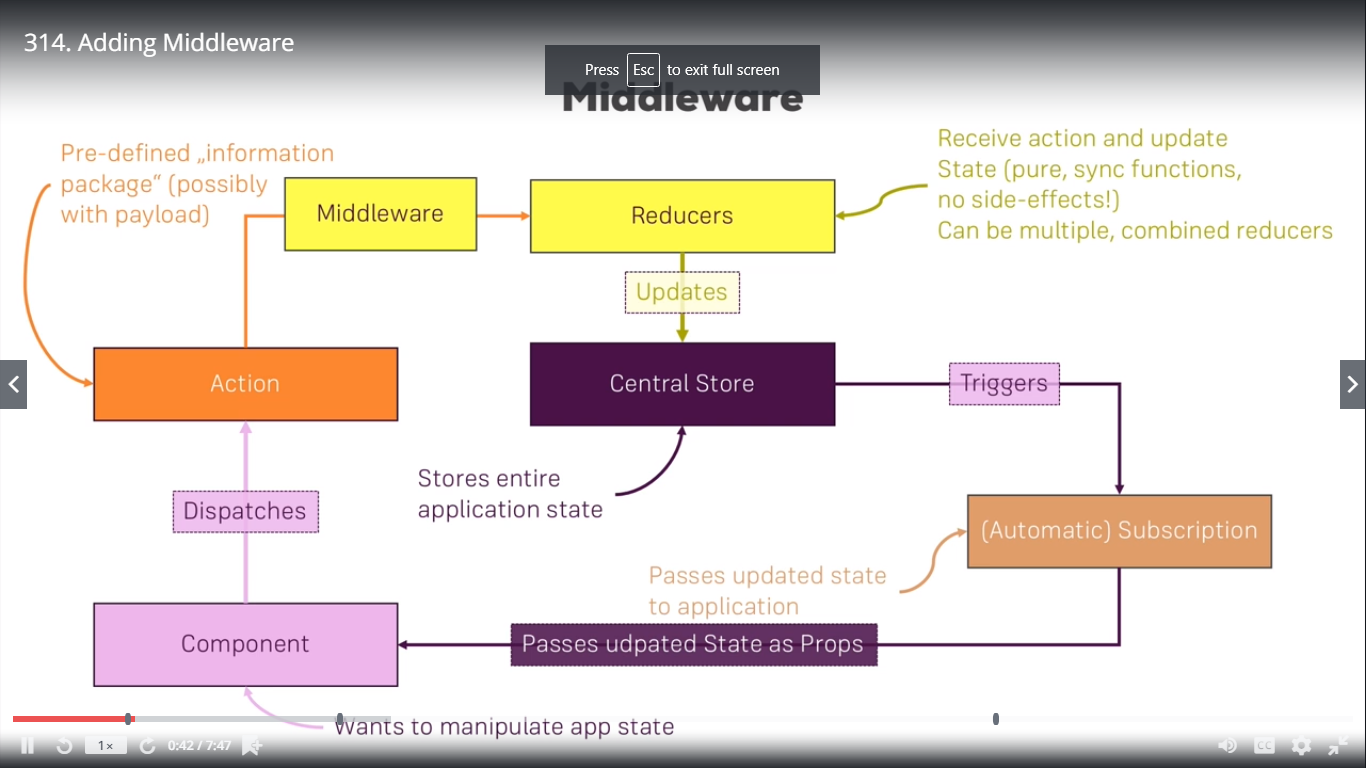 314. Adding Middleware
Press Esc to exit full screen
Middleware
Pre-defined „information
package“ (possibly
with payload)
Middleware
Reducers
Receive action and update
State (pure, sync functions,
no side-effects!)
Can be multiple, combined reducers
Updates
Action
Central Store
Triggers
Stores entire
application state
Dispatches
(Automatic) Subscription
Passes updated state
to application
Component
Passes udpated State as Props
Wants to manipulate app state
1x
0:42 / 7:47
CC